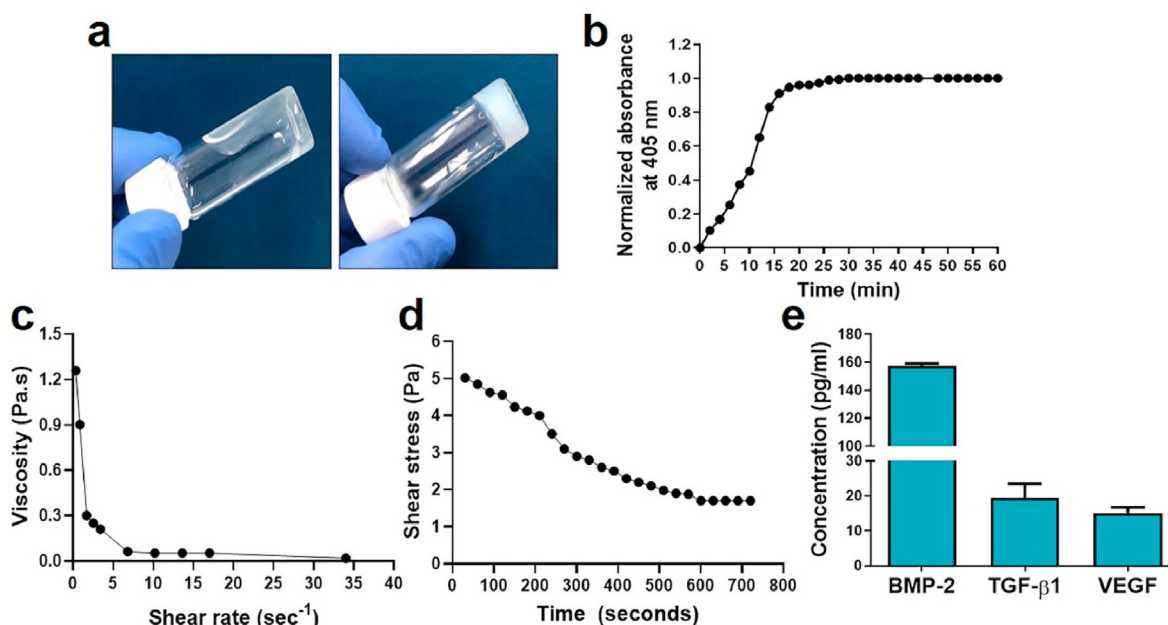 a
b
Normalized absorbance
at 405 nm
1.2
1.0
0.8
0.6
0.4
0.2
0.0
0 5 10 15 20 25 30 35 40 45 50 55 60
Time (min)
c
Viscosity (Pa.s)
1.5
1.2
0.9
0.6
0.3
0.0
0 5 10 15 20 25 30 35 40
Shear rate (sec⁻¹)
d
Shear stress (Pa)
6
5
4
3
2
1
0
0 100 200 300 400 500 600 700 800
Time (seconds)
e
Concentration (pg/ml)
180
160
140
120
100
30
20
10
0
BMP-2 TGF-β1 VEGF